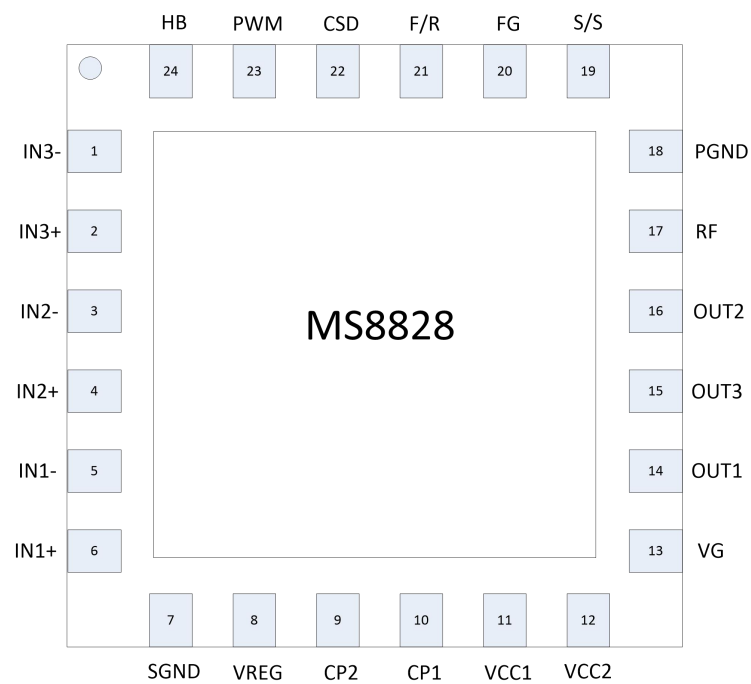 HB PWM CSD F/R FG S/S
24 23 22 21 20 19
IN3- 1 18 PGND
IN3+ 2 17 RF
IN2- 3 16 OUT2
MS8828
IN2+ 4 15 OUT3
IN1- 5 14 OUT1
IN1+ 6 13 VG
7 8 9 10 11 12
SGND VREG CP2 CP1 VCC1 VCC2